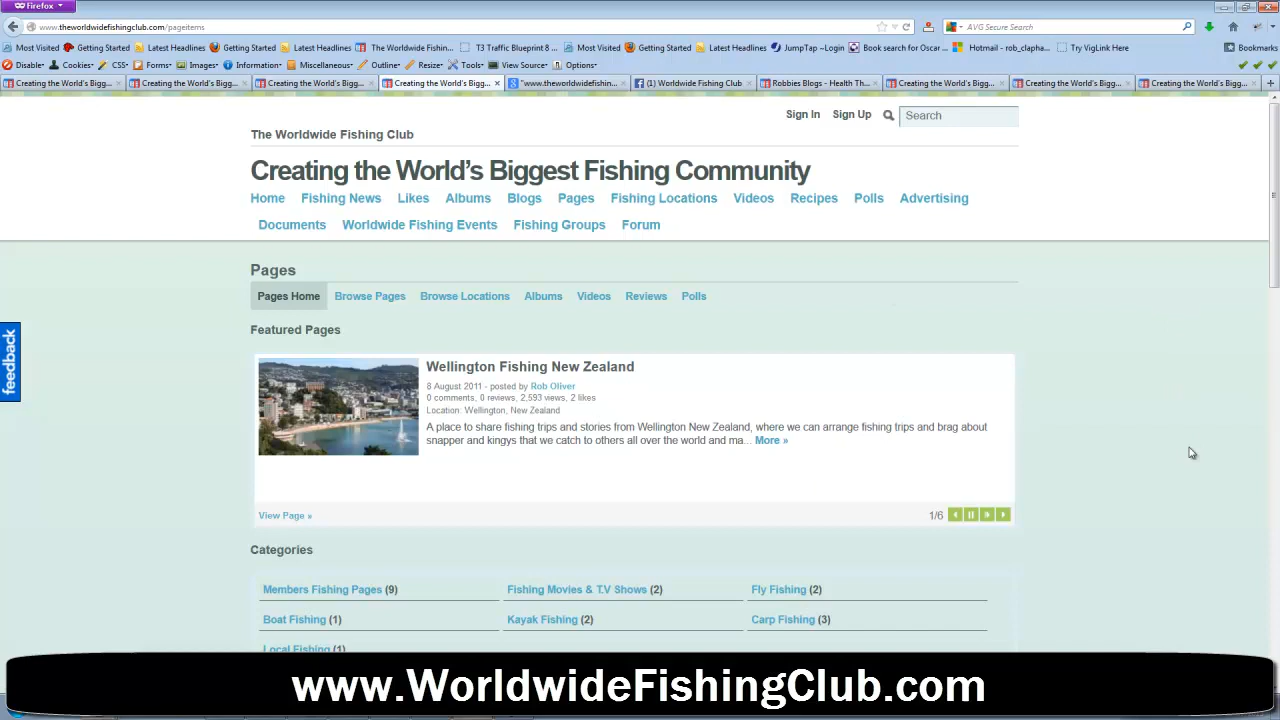 Firefox
www.theworldwidefishingclub.com/pageitems
AVG Secure Search
Most Visited Getting Started Latest Headlines Getting Started Latest Headlines The Worldwide Fishin... T3 Traffic Blueprint 8 ... Most Visited Getting Started Latest Headlines JumpTap --Login Book search for Oscar ... Hotmail - rob_clapha... Try VigLink Here Bookmarks
Disable Cookies CSS Forms Images Information Miscellaneous Outline Resize Tools View Source Options
Creating the World's Bigg... Creating the World's Bigg... Creating the World's Bigg... Creating the World's Bigg... "www.theworldwidefishin... (1) Worldwide Fishing Club Robbies Blogs - Health Th... Creating the World's Bigg... Creating the World's Bigg... Creating the World's Bigg...
Sign In Sign Up Search
The Worldwide Fishing Club
Creating the World's Biggest Fishing Community
Home Fishing News Likes Albums Blogs Pages Fishing Locations Videos Recipes Polls Advertising
Documents Worldwide Fishing Events Fishing Groups Forum
Pages
Pages Home Browse Pages Browse Locations Albums Videos Reviews Polls
Featured Pages
feedback
Wellington Fishing New Zealand
8 August 2011 - posted by Rob Oliver
0 comments, 0 reviews, 2,593 views, 2 likes
Location: Wellington, New Zealand
A place to share fishing trips and stories from Wellington New Zealand, where we can arrange fishing trips and brag about
snapper and kingys that we catch to others all over the world and ma... More »
View Page » 1/6
Categories
Members Fishing Pages (9) Fishing Movies & T.V Shows (2) Fly Fishing (2)
Boat Fishing (1) Kayak Fishing (2) Carp Fishing (3)
Local Fishing (1)
www.WorldwideFishingClub.com